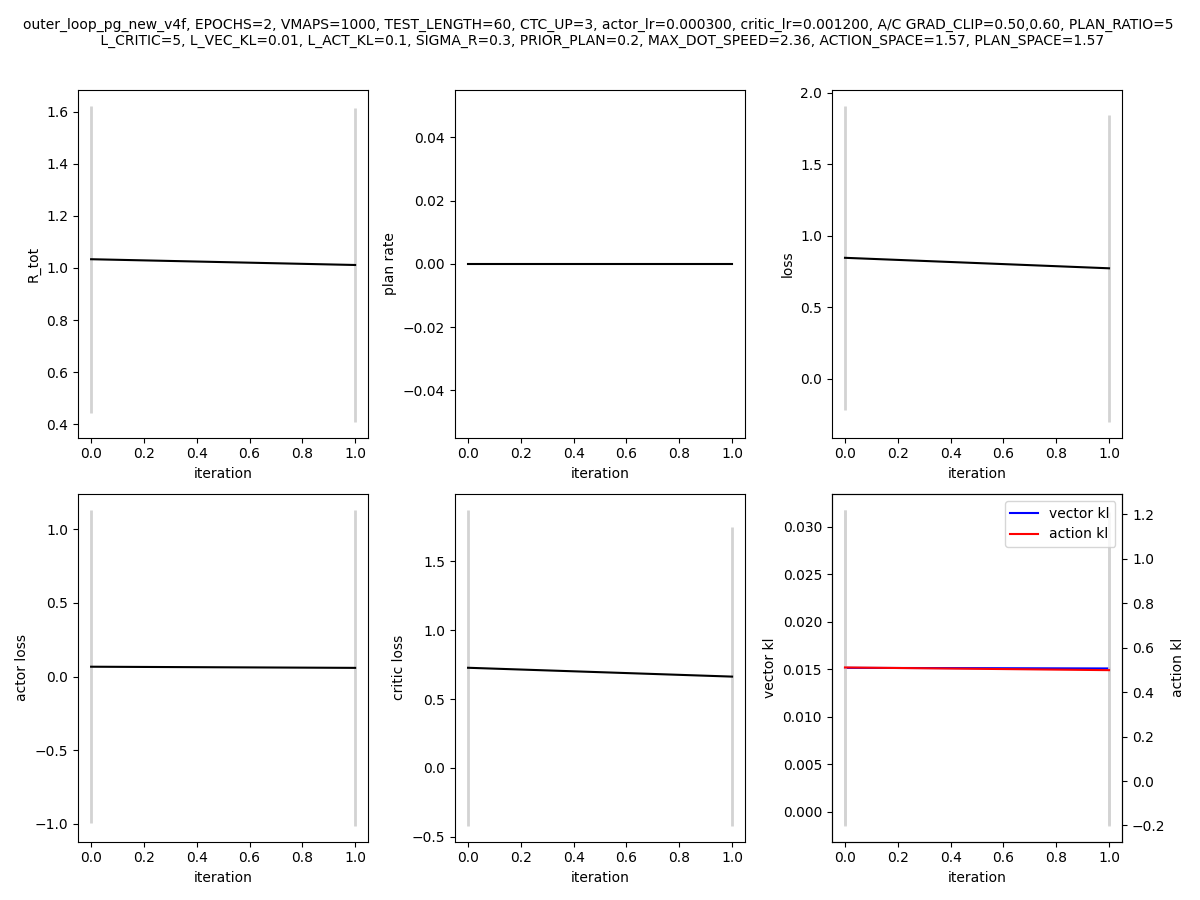 outer_loop_pg_new_v4f, EPOCHS=2, VMAPS=1000, TEST_LENGTH=60, CTC_UP=3, actor_lr=0.000300, critic_lr=0.001200, A/C GRAD_CLIP=0.50,0.60, PLAN_RATIO=5
L_CRITIC=5, L_VEC_KL=0.01, L_ACT_KL=0.1, SIGMA_R=0.3, PRIOR_PLAN=0.2, MAX_DOT_SPEED=2.36, ACTION_SPACE=1.57, PLAN_SPACE=1.57
R_tot
1.6
1.4
1.2
1.0
0.8
0.6
0.4
0.0 0.2 0.4 0.6 0.8 1.0
iteration
plan rate
0.04
0.02
0.00
−0.02
−0.04
0.0 0.2 0.4 0.6 0.8 1.0
iteration
loss
2.0
1.5
1.0
0.5
0.0
0.0 0.2 0.4 0.6 0.8 1.0
iteration
actor loss
1.0
0.5
0.0
−0.5
−1.0
0.0 0.2 0.4 0.6 0.8 1.0
iteration
critic loss
1.5
1.0
0.5
0.0
−0.5
0.0 0.2 0.4 0.6 0.8 1.0
iteration
vector kl
0.030
0.025
0.020
0.015
0.010
0.005
0.000
0.0 0.2 0.4 0.6 0.8 1.0
iteration
vector kl
action kl
1.2
1.0
0.8
0.6
0.4
0.2
0.0
−0.2
action kl